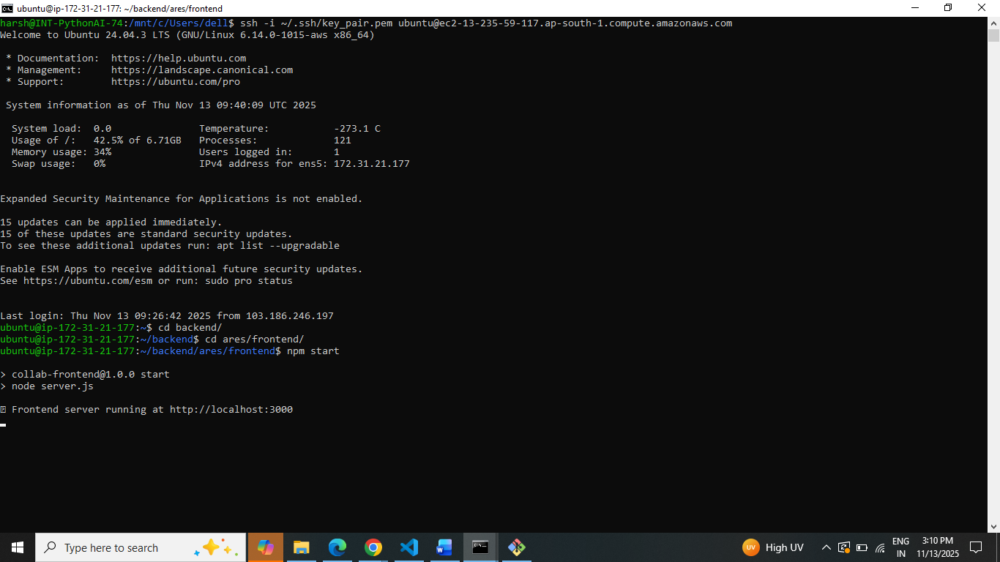 ubuntu@ip-172-31-21-177: ~/backend/ares/frontend
harsh@INT-PythonAI-74:/mnt/c/Users/dell$ ssh -i ~/.ssh/key_pair.pem ubuntu@ec2-13-235-59-117.ap-south-1.compute.amazonaws.com
Welcome to Ubuntu 24.04.3 LTS (GNU/Linux 6.14.0-1015-aws x86_64)
* Documentation:  https://help.ubuntu.com
* Management:     https://landscape.canonical.com
* Support:        https://ubuntu.com/pro
System information as of Thu Nov 13 09:40:09 UTC 2025
System load:  0.0                Temperature:           -273.1 C
Usage of /:   42.5% of 6.71GB   Processes:             121
Memory usage: 34%                Users logged in:       1
Swap usage:   0%                 IPv4 address for ens5: 172.31.21.177
Expanded Security Maintenance for Applications is not enabled.
15 updates can be applied immediately.
15 of these updates are standard security updates.
To see these additional updates run: apt list --upgradable
Enable ESM Apps to receive additional future security updates.
See https://ubuntu.com/esm or run: sudo pro status
Last login: Thu Nov 13 09:26:42 2025 from 103.186.246.197
ubuntu@ip-172-31-21-177:~$ cd backend/
ubuntu@ip-172-31-21-177:~/backend$ cd ares/frontend/
ubuntu@ip-172-31-21-177:~/backend/ares/frontend$ npm start
> collab-frontend@1.0.0 start
> node server.js
Frontend server running at http://localhost:3000
Type here to search
UV High UV
ENG
IN
3:10 PM
11/13/2025